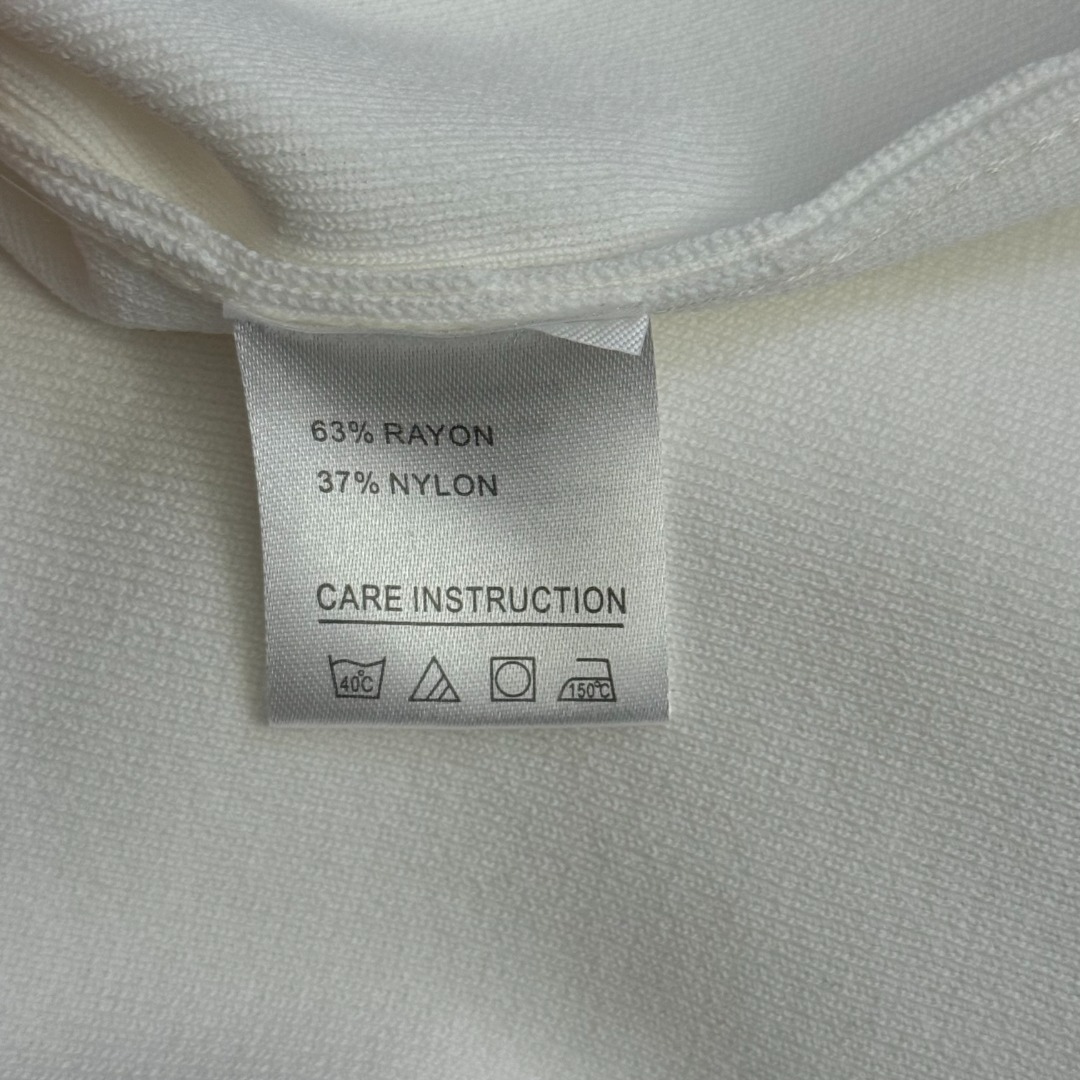 63% RAYON
37% NYLON
CARE INSTRUCTION
40°C 150°C